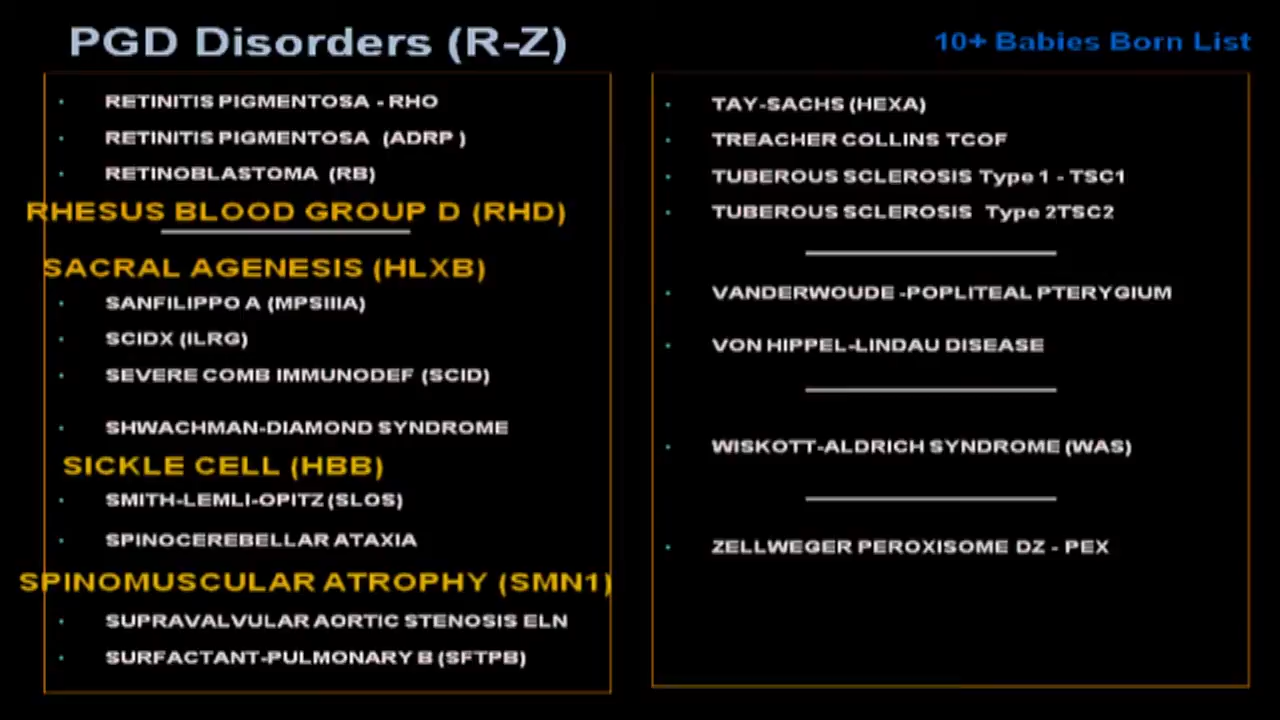 PGD Disorders (R-Z)
10+ Babies Born List
RETINITIS PIGMENTOSA - RHO
RETINITIS PIGMENTOSA (ADRP )
RETINOBLASTOMA (RB)
RHESUS BLOOD GROUP D (RHD)
SACRAL AGENESIS (HLXB)
SANFILIPPO A (MPSIIIA)
SCIDX (ILRG)
SEVERE COMB IMMUNODEF (SCID)
SHWACHMAN-DIAMOND SYNDROME
SICKLE CELL (HBB)
SMITH-LEMLI-OPITZ (SLOS)
SPINOCEREBELLAR ATAXIA
SPINOMUSCULAR ATROPHY (SMN1)
SUPRAVALVULAR AORTIC STENOSIS ELN
SURFACTANT-PULMONARY B (SFTPB)
TAY-SACHS (HEXA)
TREACHER COLLINS TCOF
TUBEROUS SCLEROSIS Type 1 - TSC1
TUBEROUS SCLEROSIS Type 2TSC2
VANDERWOUDE -POPLITEAL PTERYGIUM
VON HIPPEL-LINDAU DISEASE
WISKOTT-ALDRICH SYNDROME (WAS)
ZELLWEGER PEROXISOME DZ - PEX